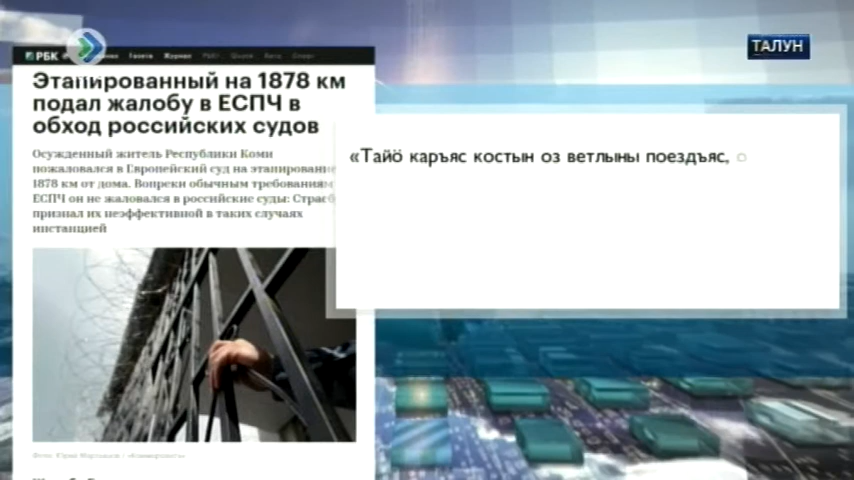 РБК
Газета Журнал
ТАЛУН
Этапированный на 1878 км
подал жалобу в ЕСПЧ в
обход российских судов
Осужденный житель Республики Коми
пожаловался в Европейский суд на этапирование
1878 км от дома. Вопреки обычным требованиям
ЕСПЧ он не жаловался в российские суды: Страсб
признал их неэффективной в таких случаях
инстанцией
«Тайӧ каръяс костын оз ветлыны поездъяс, о